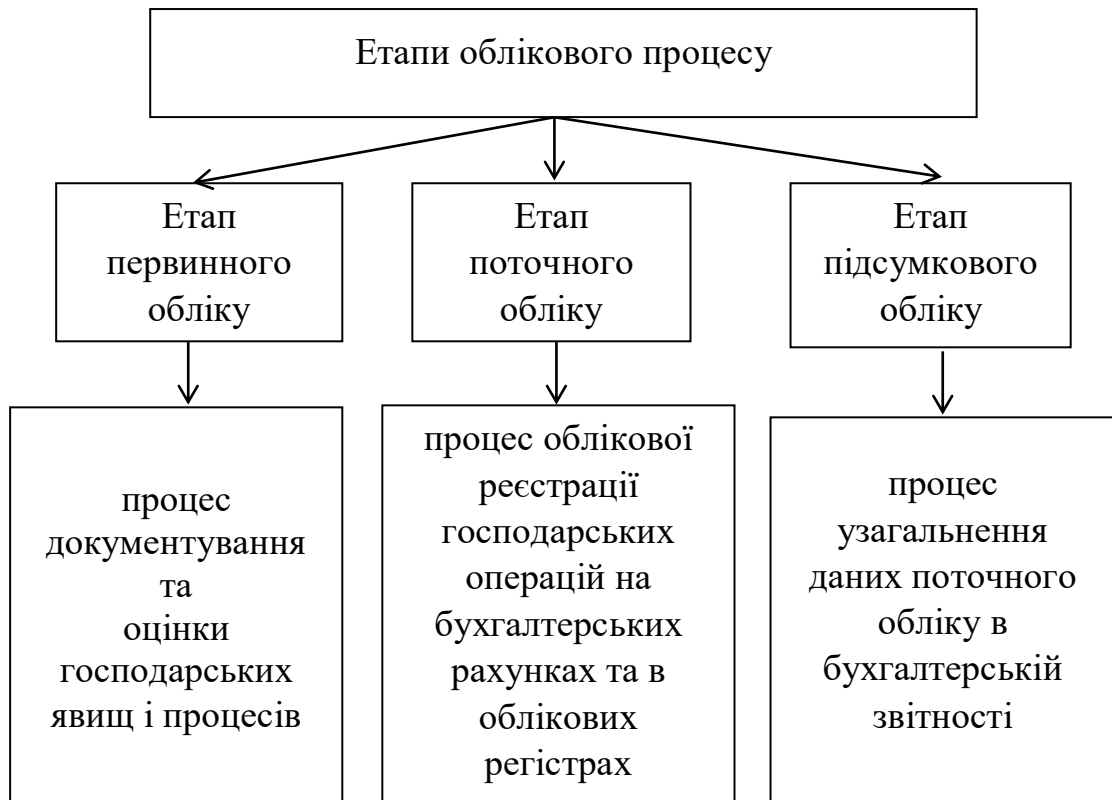 Етапи облікового процесу
Етап
первинного
обліку
Етап
поточного
обліку
Етап
підсумкового
обліку
процес
документування
та
оцінки
господарських
явищ і процесів
процес облікової
реєстрації
господарських
операцій на
бухгалтерських
рахунках та в
облікових
регістрах
процес
узагальнення
даних поточного
обліку в
бухгалтерській
звітності